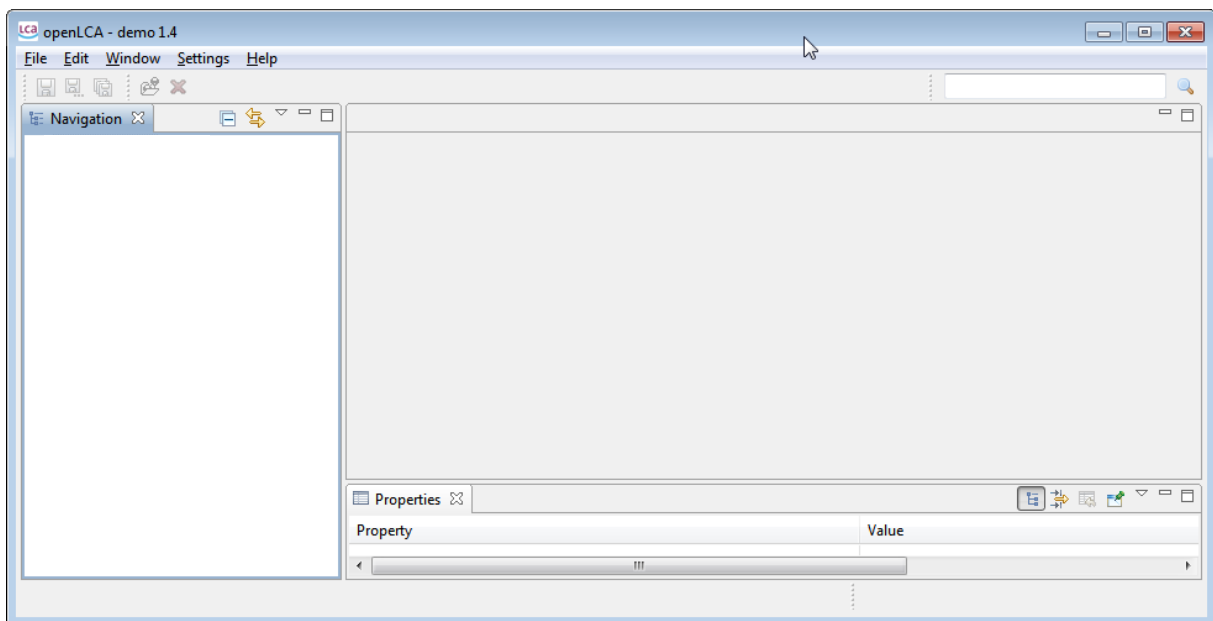 LCa openLCA - demo 1.4
File Edit Window Settings Help
Navigation
Properties
Property Value